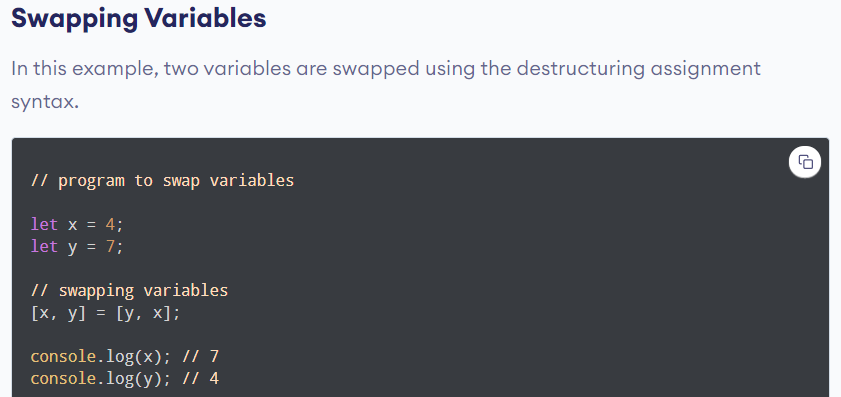 Swapping Variables
In this example, two variables are swapped using the destructuring assignment
syntax.
// program to swap variables
let x = 4;
let y = 7;
// swapping variables
[x, y] = [y, x];
console.log(x); // 7
console.log(y); // 4